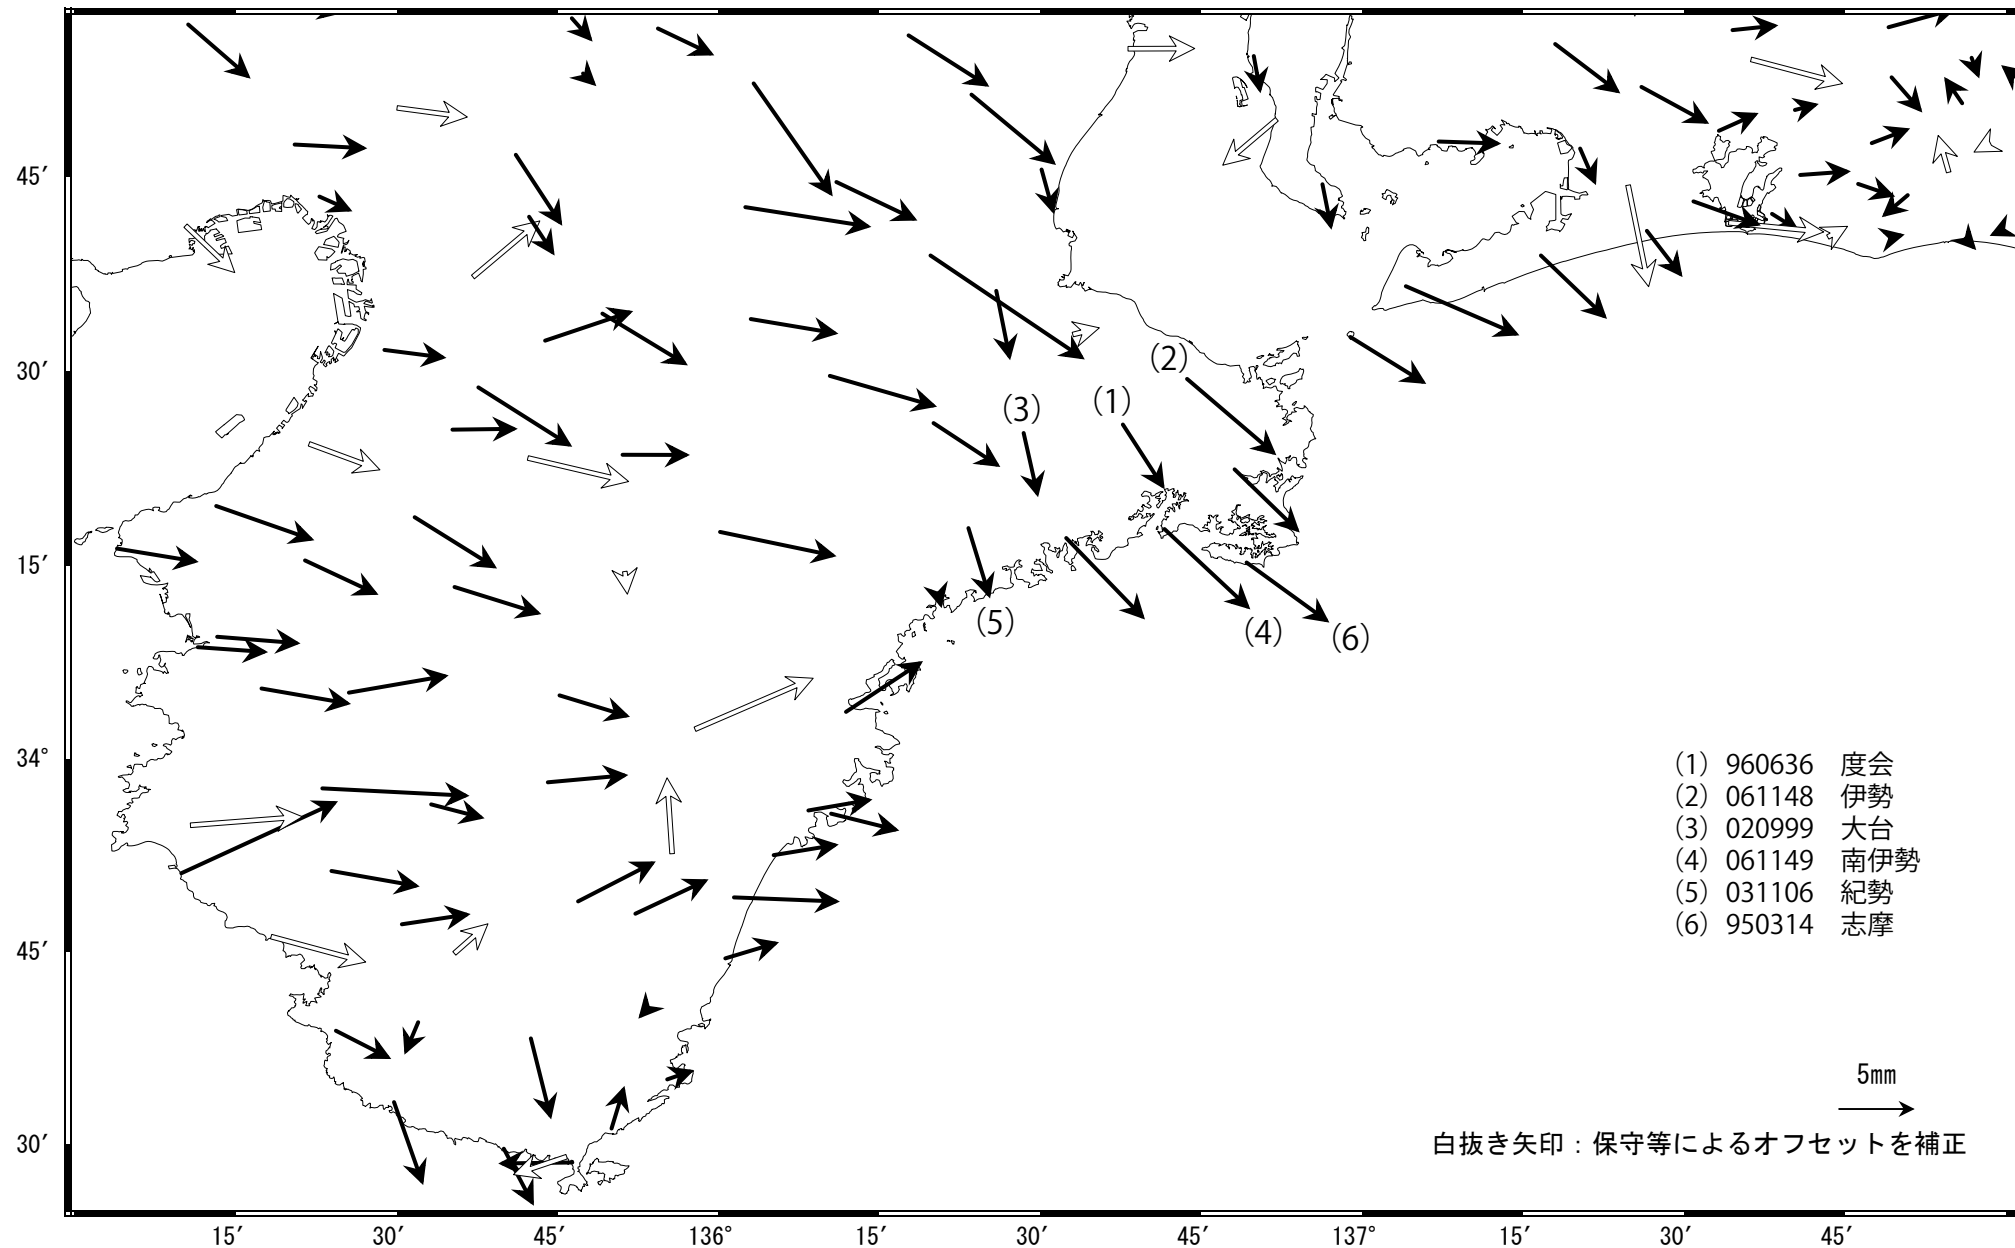 45′
30′
15′
34°
45′
30′
(2)
(1)
(3)
(5)
(4)
(6)
(1) 960636 度会
(2) 061148 伊勢
(3) 020999 大台
(4) 061149 南伊勢
(5) 031106 紀勢
(6) 950314 志摩
5mm
白抜き矢印：保守等によるオフセットを補正
15′ 30′ 45′ 136° 15′ 30′ 45′ 137° 15′ 30′ 45′